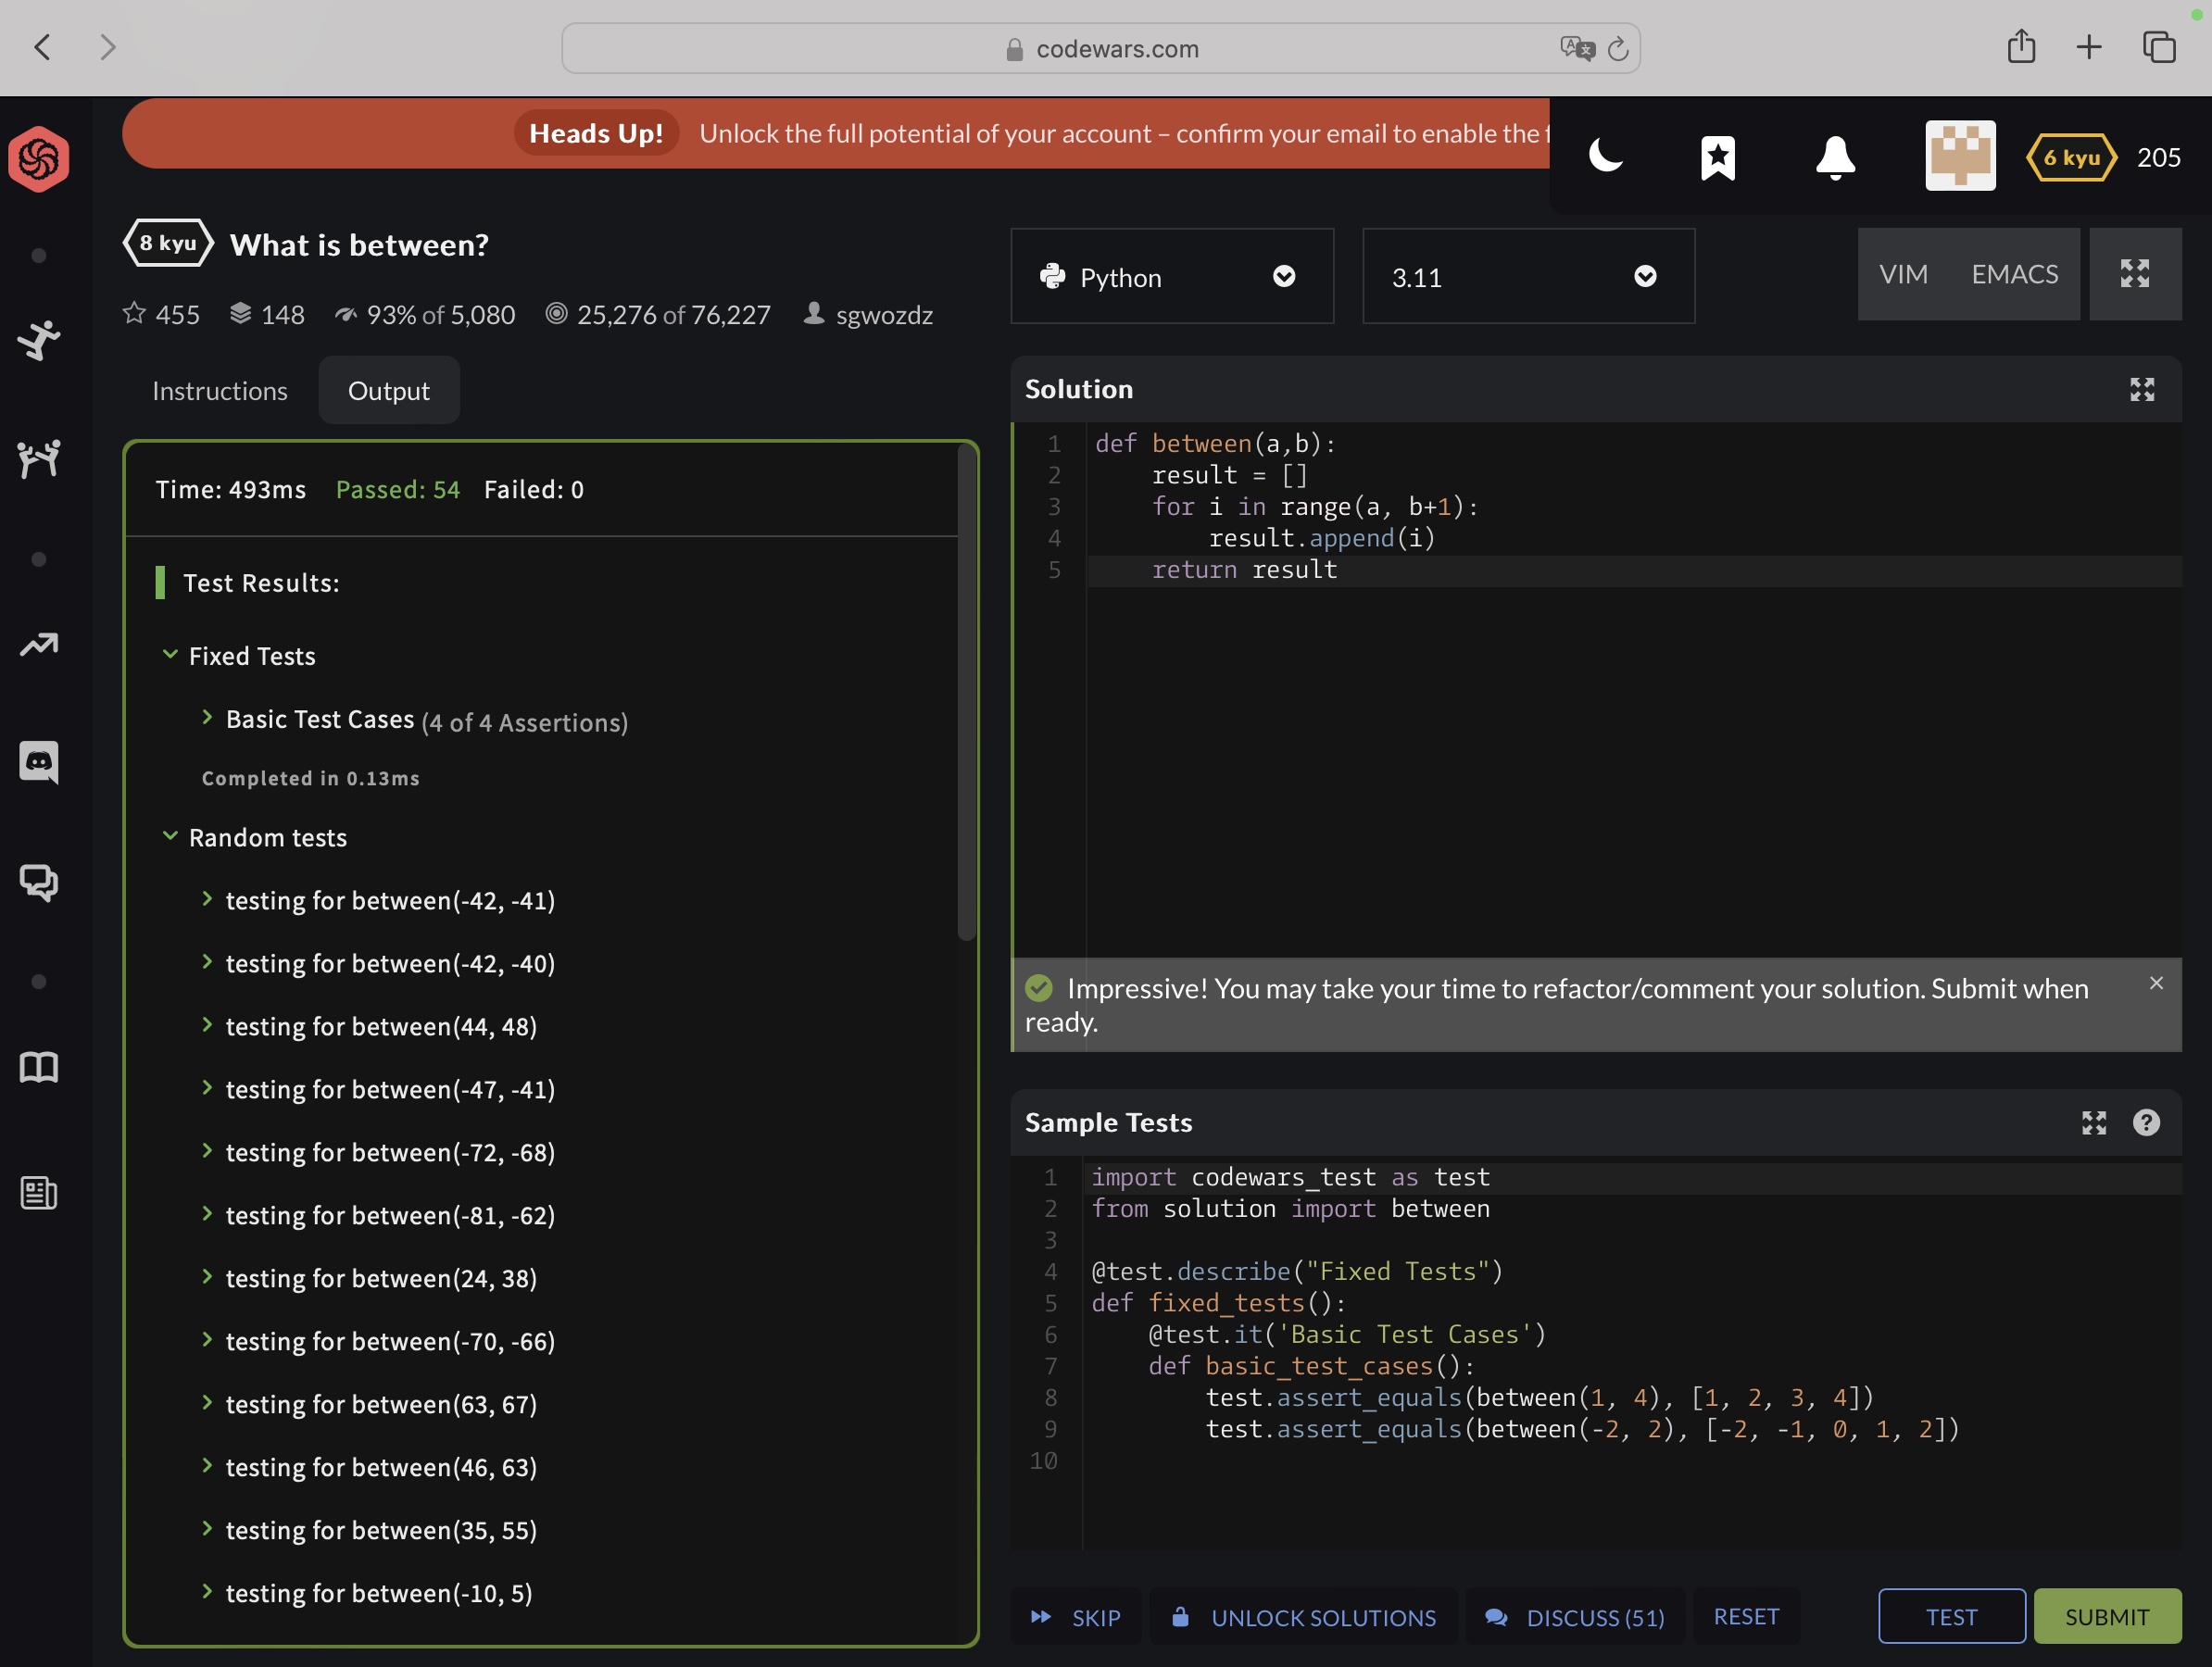 codewars.com
Heads Up! Unlock the full potential of your account – confirm your email to enable the
6 kyu 205
8 kyu What is between?
455 148 93% of 5,080 25,276 of 76,227 sgwozdz
Instructions Output
Time: 493ms Passed: 54 Failed: 0
Test Results:
Fixed Tests
Basic Test Cases (4 of 4 Assertions)
Completed in 0.13ms
Random tests
testing for between(-42, -41)
testing for between(-42, -40)
testing for between(44, 48)
testing for between(-47, -41)
testing for between(-72, -68)
testing for between(-81, -62)
testing for between(24, 38)
testing for between(-70, -66)
testing for between(63, 67)
testing for between(46, 63)
testing for between(35, 55)
testing for between(-10, 5)
Python 3.11 VIM EMACS
Solution
1 def between(a,b):
2     result = []
3     for i in range(a, b+1):
4         result.append(i)
5     return result
Impressive! You may take your time to refactor/comment your solution. Submit when
ready.
Sample Tests
1 import codewars_test as test
2 from solution import between
3
4 @test.describe("Fixed Tests")
5 def fixed_tests():
6     @test.it('Basic Test Cases')
7     def basic_test_cases():
8         test.assert_equals(between(1, 4), [1, 2, 3, 4])
9         test.assert_equals(between(-2, 2), [-2, -1, 0, 1, 2])
10
SKIP UNLOCK SOLUTIONS DISCUSS (51) RESET TEST SUBMIT